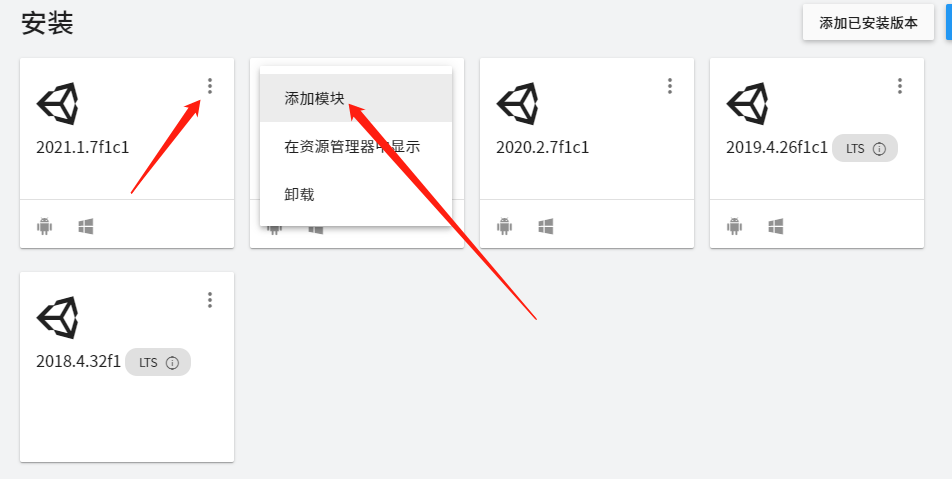 安装
添加已安装版本
2021.1.7f1c1
添加模块
在资源管理器中显示
卸载
2020.2.7f1c1
2019.4.26f1c1 LTS
2018.4.32f1 LTS